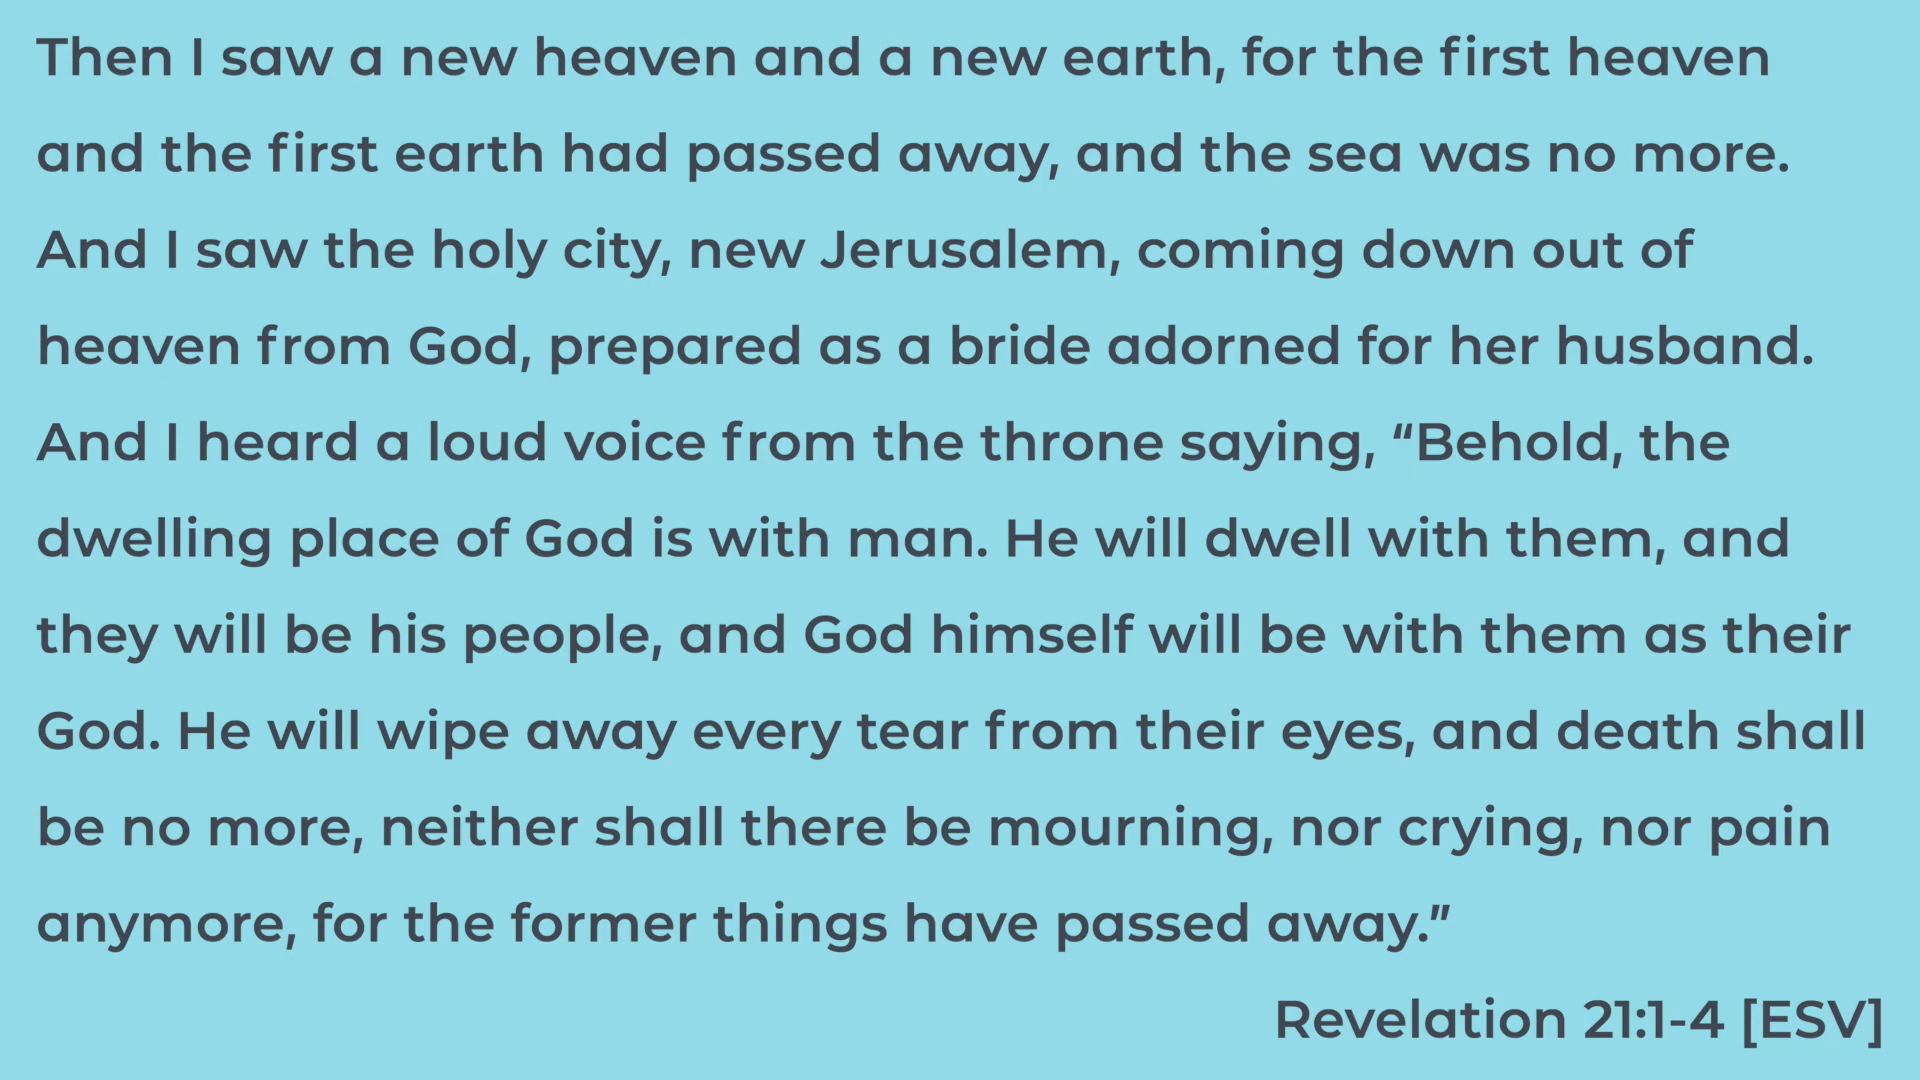 Then I saw a new heaven and a new earth, for the first heaven
and the first earth had passed away, and the sea was no more.
And I saw the holy city, new Jerusalem, coming down out of
heaven from God, prepared as a bride adorned for her husband.
And I heard a loud voice from the throne saying, “Behold, the
dwelling place of God is with man. He will dwell with them, and
they will be his people, and God himself will be with them as their
God. He will wipe away every tear from their eyes, and death shall
be no more, neither shall there be mourning, nor crying, nor pain
anymore, for the former things have passed away.”
Revelation 21:1-4 [ESV]